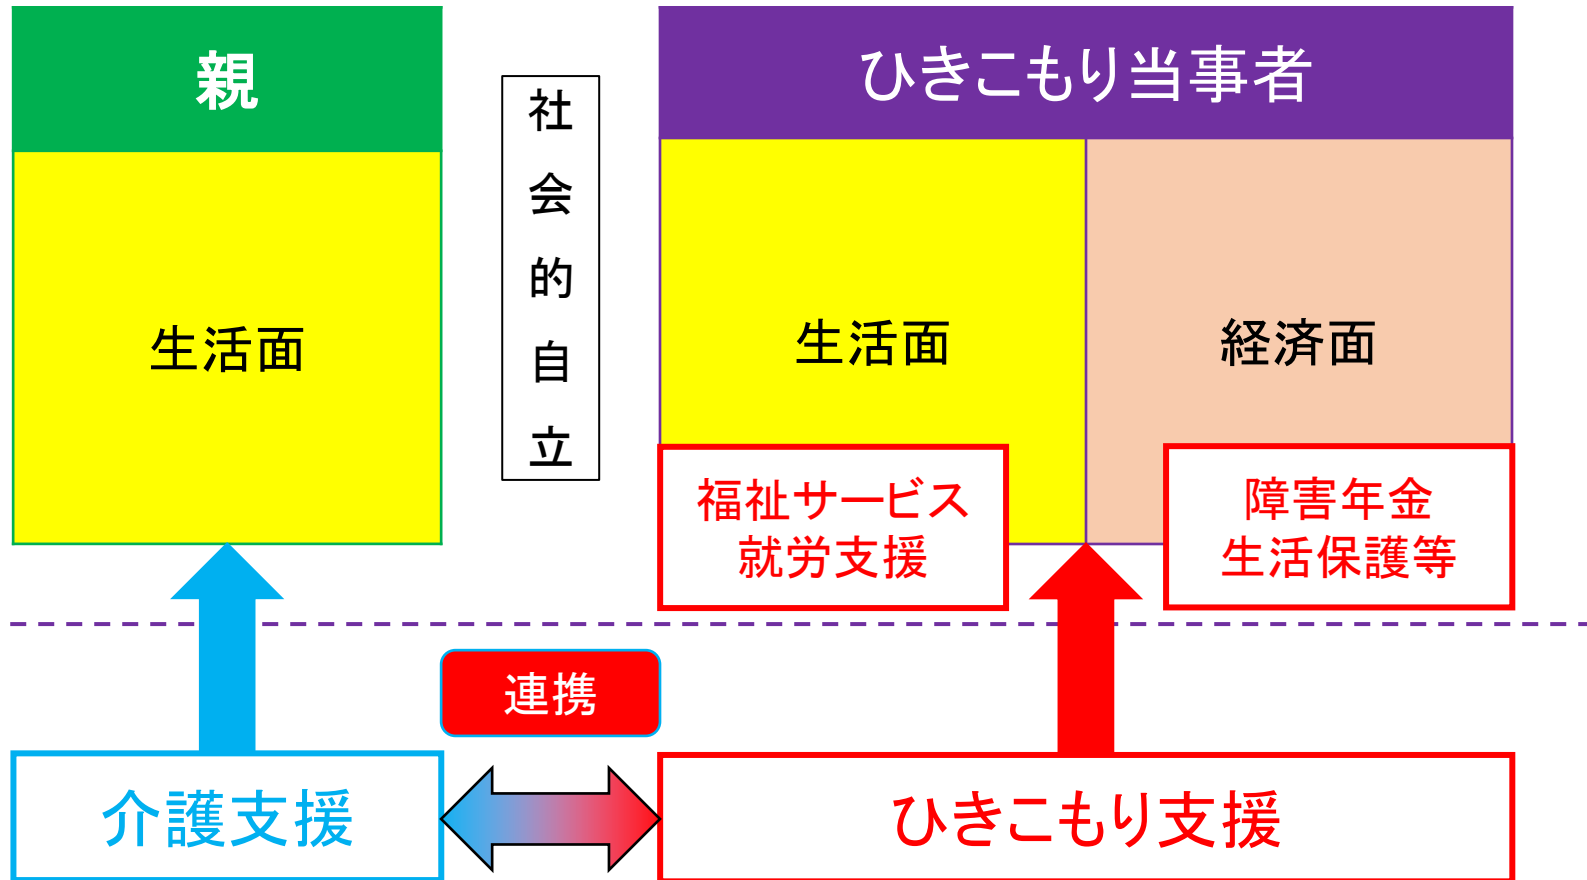 親
生活面
社会的自立
ひきこもり当事者
生活面
経済面
福祉サービス
就労支援
障害年金
生活保護等
連携
介護支援
ひきこもり支援